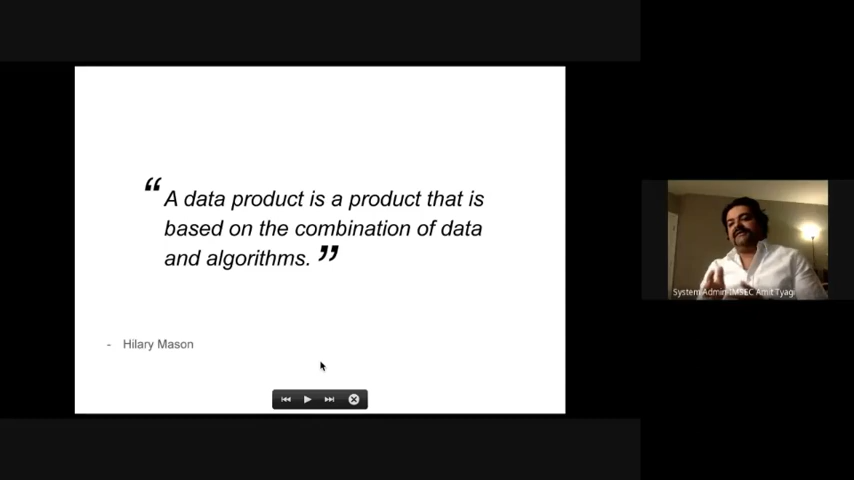 “ A data product is a product that is
based on the combination of data
and algorithms. ”
- Hilary Mason
System Admin IMSEC Amit Tyagi